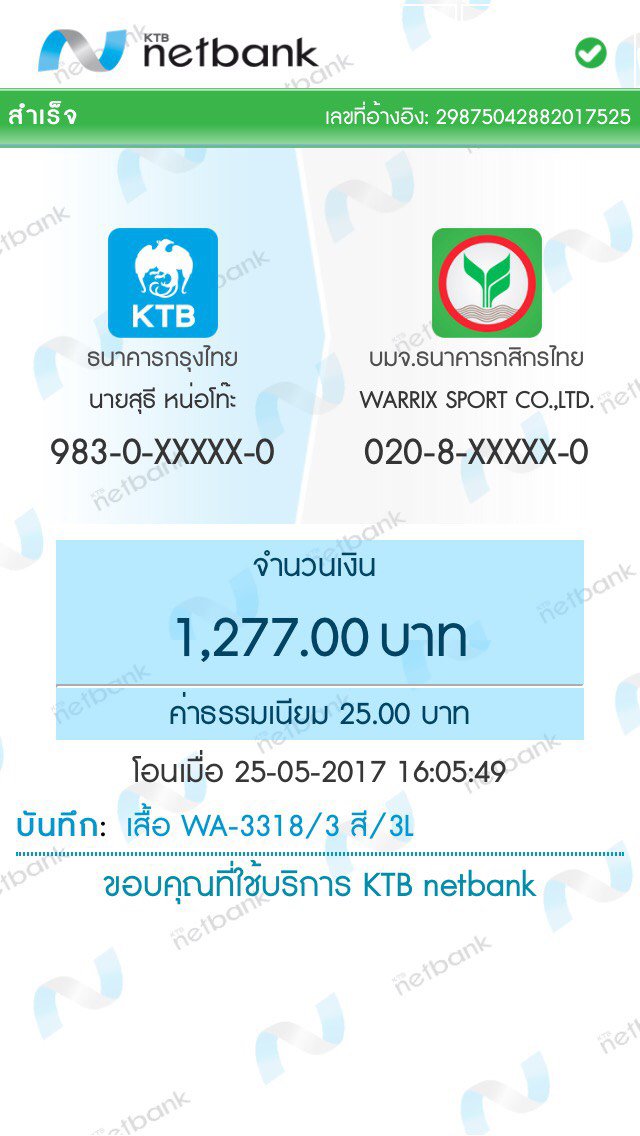 KTB
netbank
สำเร็จ เลขที่อ้างอิง: 29875042882017525
KTB
ธนาคารกรุงไทย บมจ.ธนาคารกสิกรไทย
นายสุธี หน่อโท๊ะ WARRIX SPORT CO.,LTD.
983-0-XXXXX-0 020-8-XXXXX-0
จำนวนเงิน
1,277.00 บาท
ค่าธรรมเนียม 25.00 บาท
โอนเมื่อ 25-05-2017 16:05:49
บันทึก: เสื้อ WA-3318/3 สี/3L
ขอบคุณที่ใช้บริการ KTB netbank